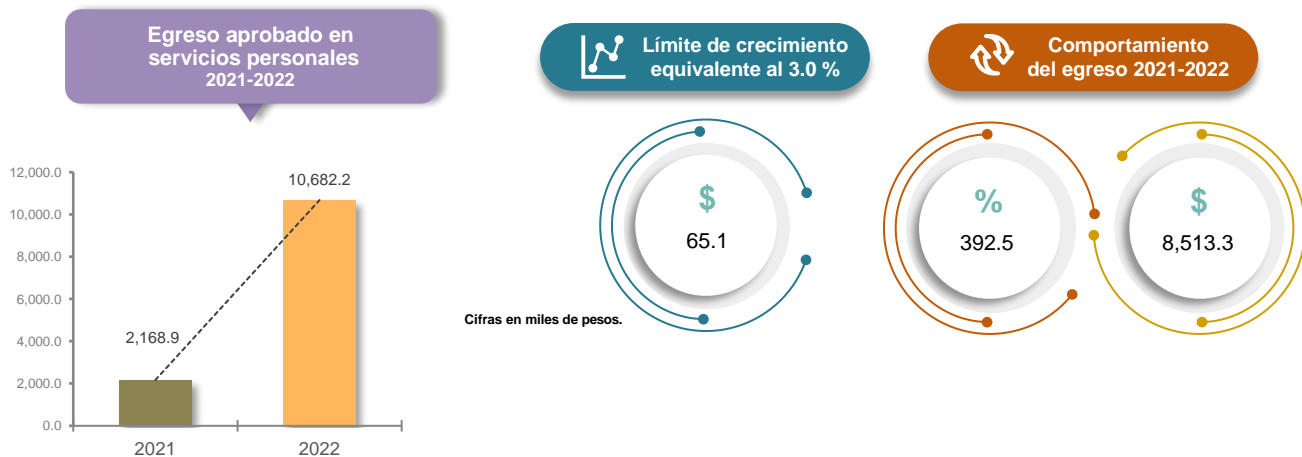 Egreso aprobado en
servicios personales
2021-2022
12,000.0
10,000.0
8,000.0
6,000.0
4,000.0
2,000.0
0.0
2,168.9
10,682.2
2021
2022
Límite de crecimiento
equivalente al 3.0 %
$
65.1
Cifras en miles de pesos.
Comportamiento
del egreso 2021-2022
%
392.5
$
8,513.3